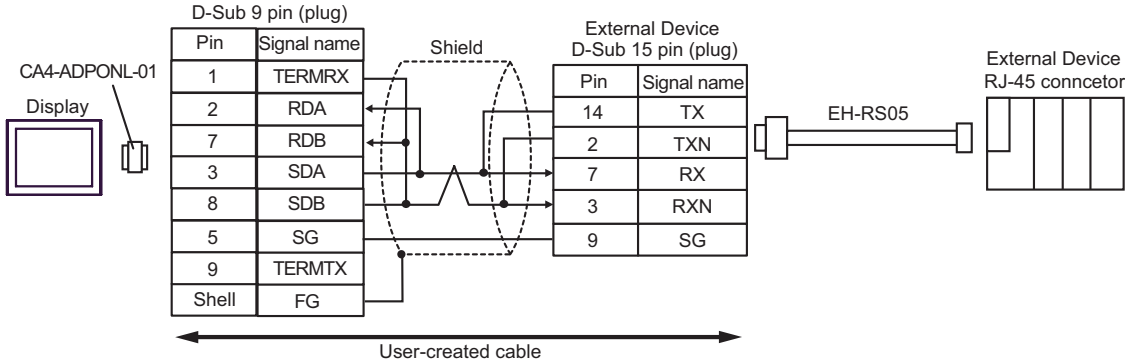 D-Sub 9 pin (plug)
External Device
D-Sub 15 pin (plug)
External Device
RJ-45 conncetor
CA4-ADPONL-01
Display
Shield
EH-RS05
Pin Signal name
1 TERMRX
2 RDA
7 RDB
3 SDA
8 SDB
5 SG
9 TERMTX
Shell FG
Pin Signal name
14 TX
2 TXN
7 RX
3 RXN
9 SG
User-created cable